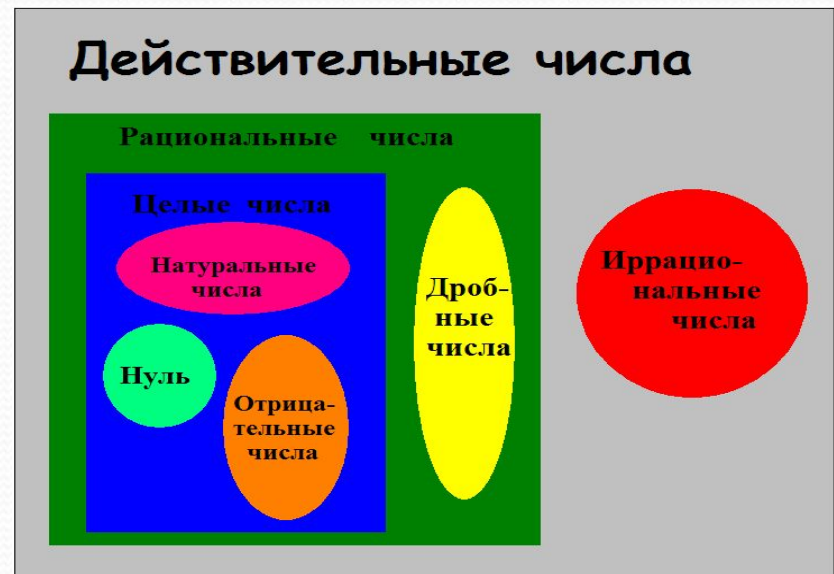 Действительные числа
Рациональные числа
Целые числа
Натуральные
числа
Нуль
Отрица-
тельные
числа
Дроб-
ные
числа
Иррацио-
нальные
числа